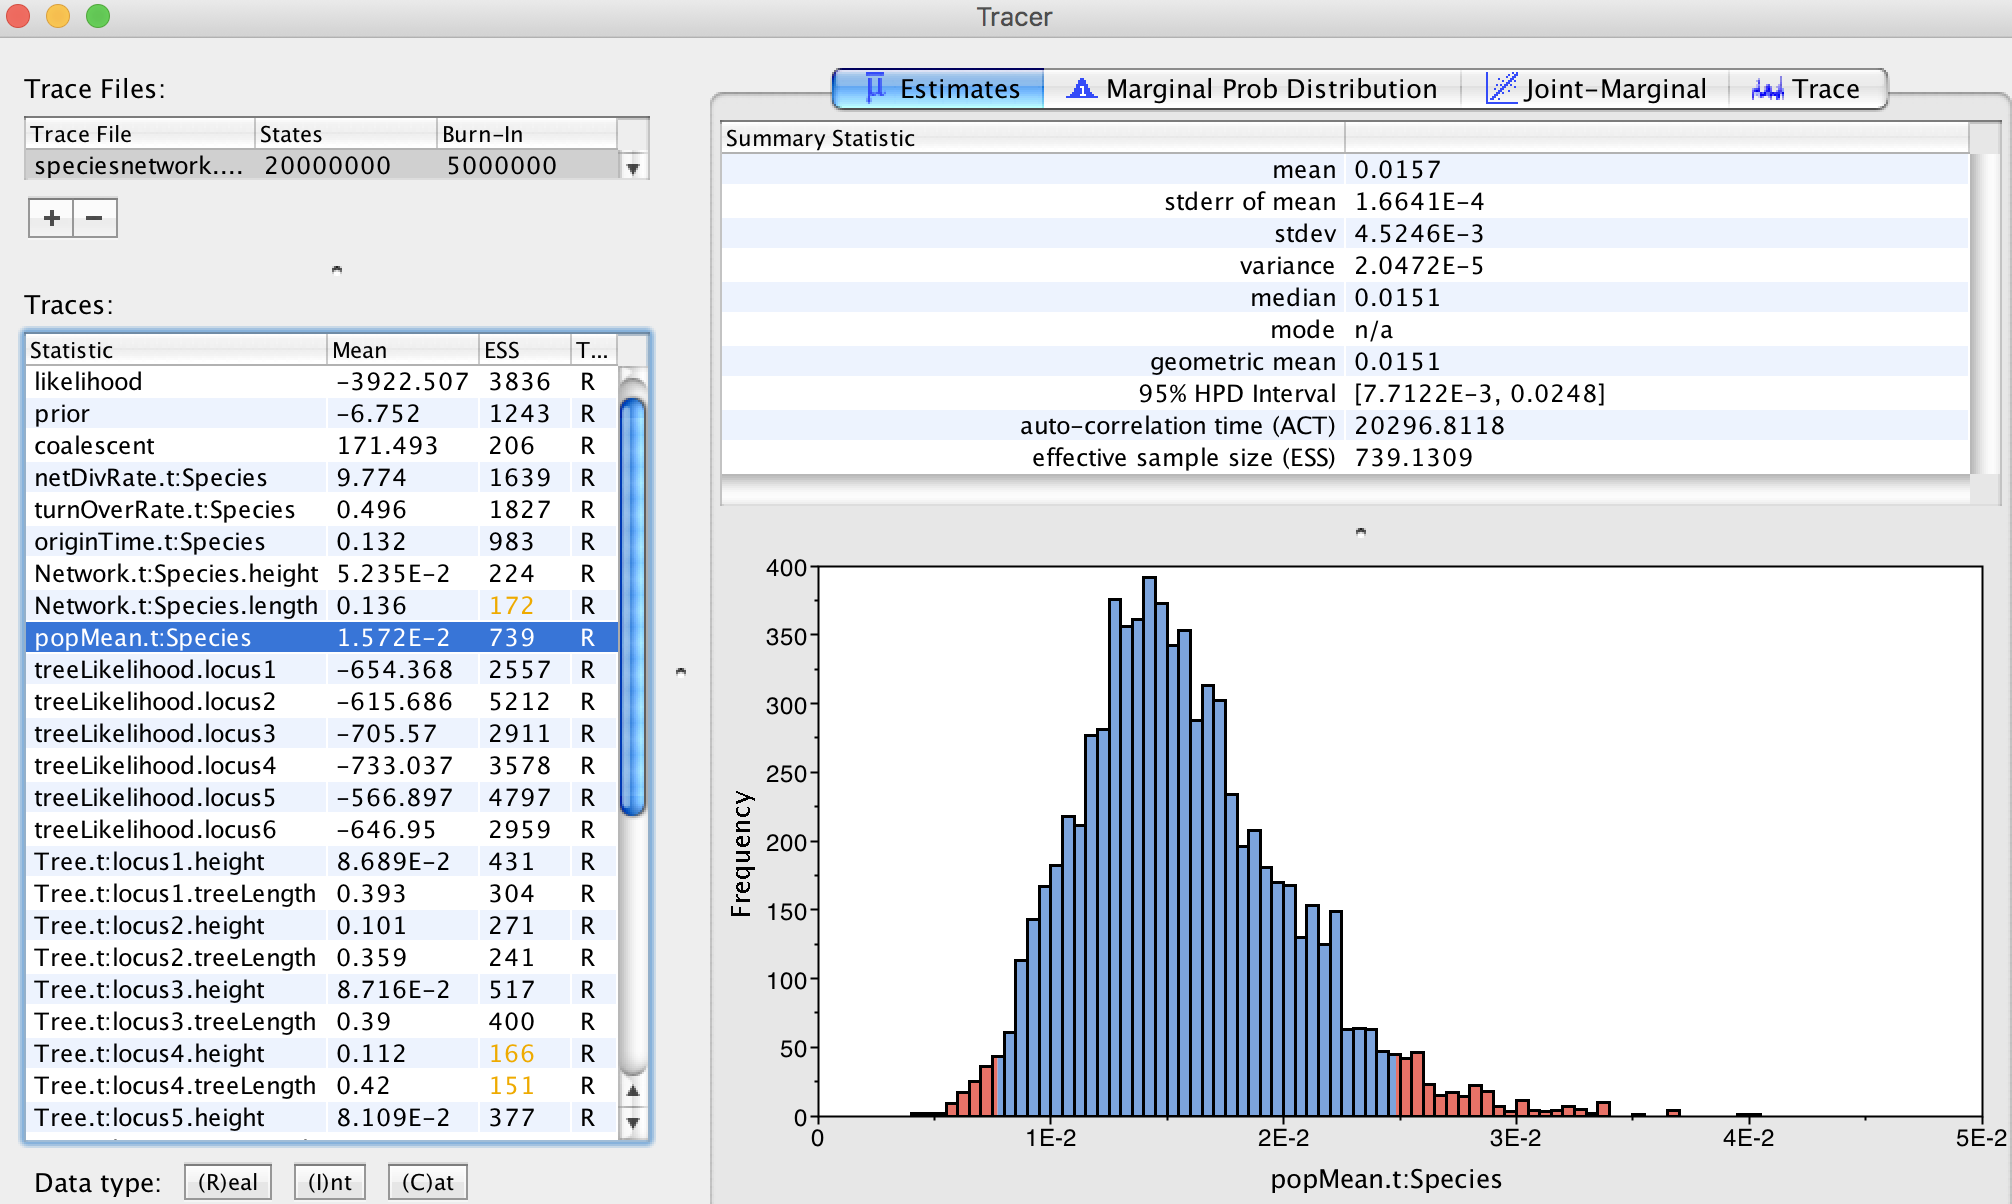 Tracer
Trace Files:
Trace File States Burn-In
speciesnetwork.... 20000000 5000000
+ −
Traces:
Statistic Mean ESS T...
likelihood -3922.507 3836 R
prior -6.752 1243 R
coalescent 171.493 206 R
netDivRate.t:Species 9.774 1639 R
turnOverRate.t:Species 0.496 1827 R
originTime.t:Species 0.132 983 R
Network.t:Species.height 5.235E-2 224 R
Network.t:Species.length 0.136 172 R
popMean.t:Species 1.572E-2 739 R
treeLikelihood.locus1 -654.368 2557 R
treeLikelihood.locus2 -615.686 5212 R
treeLikelihood.locus3 -705.57 2911 R
treeLikelihood.locus4 -733.037 3578 R
treeLikelihood.locus5 -566.897 4797 R
treeLikelihood.locus6 -646.95 2959 R
Tree.t:locus1.height 8.689E-2 431 R
Tree.t:locus1.treeLength 0.393 304 R
Tree.t:locus2.height 0.101 271 R
Tree.t:locus2.treeLength 0.359 241 R
Tree.t:locus3.height 8.716E-2 517 R
Tree.t:locus3.treeLength 0.39 400 R
Tree.t:locus4.height 0.112 166 R
Tree.t:locus4.treeLength 0.42 151 R
Tree.t:locus5.height 8.109E-2 377 R
Data type: (R)eal (I)nt (C)at
Estimates Marginal Prob Distribution Joint-Marginal Trace
Summary Statistic
mean 0.0157
stderr of mean 1.6641E-4
stdev 4.5246E-3
variance 2.0472E-5
median 0.0151
mode n/a
geometric mean 0.0151
95% HPD Interval [7.7122E-3, 0.0248]
auto-correlation time (ACT) 20296.8118
effective sample size (ESS) 739.1309
400
350
300
250
200
150
100
50
0
Frequency
0 1E-2 2E-2 3E-2 4E-2 5E-2
popMean.t:Species